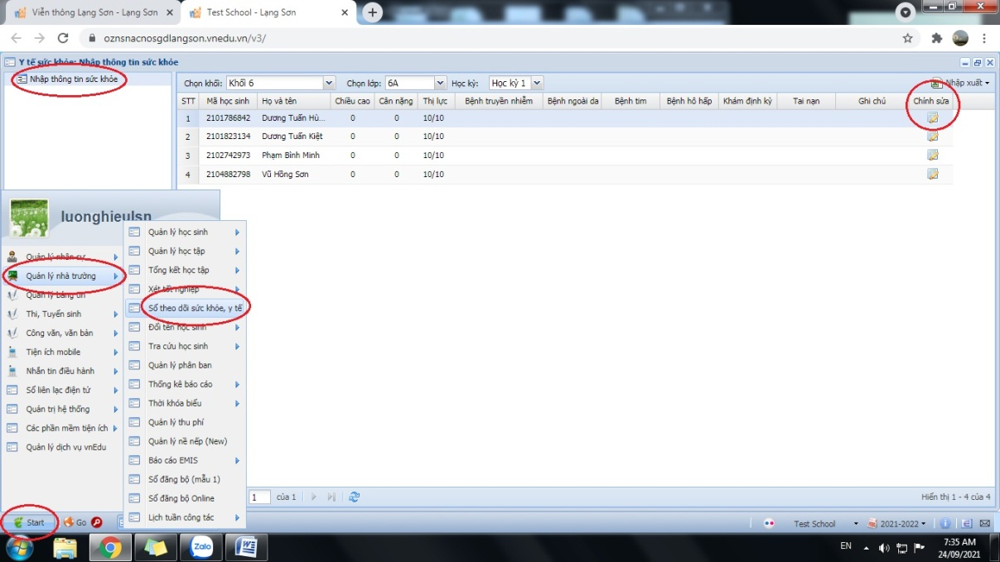 Viễn thông Lạng Sơn - Lạng Sơn
Test School - Lạng Sơn
oznsnacnosgdlangson.vnedu.vn/v3/
Y tế sức khỏe: Nhập thông tin sức khỏe
Nhập thông tin sức khỏe
Chọn khối: Khối 6 Chọn lớp: 6A Học kỳ: Học kỳ 1 Nhập xuất
STT Mã học sinh Họ và tên Chiều cao Cân nặng Thị lực Bệnh truyền nhiễm Bệnh ngoài da Bệnh tim Bệnh hô hấp Khám định kỳ Tai nạn Ghi chú Chỉnh sửa
1 2101786842 Dương Tuấn Hù... 0 0 10/10
2 2101823134 Dương Tuấn Kiệt 0 0 10/10
3 2102742973 Phạm Bình Minh 0 0 10/10
4 2104882798 Vũ Hồng Sơn 0 0 10/10
luonghieulsn
Quản lý nhân sự
Quản lý nhà trường
Quản lý bảng tin
Thi, Tuyển sinh
Công văn, văn bản
Tiện ích mobile
Nhắn tin điều hành
Sổ liên lạc điện tử
Quản trị hệ thống
Các phần mềm tiện ích
Quản lý dịch vụ vnEdu
Quản lý học sinh
Quản lý học tập
Tổng kết học tập
Xét tốt nghiệp
Sổ theo dõi sức khỏe, y tế
Đổi tên học sinh
Tra cứu học sinh
Quản lý phân ban
Thống kê báo cáo
Thời khóa biểu
Quản lý thu phí
Quản lý nề nếp (New)
Báo cáo EMIS
Sổ đăng bộ (mẫu 1)
Sổ đăng bộ Online
Lịch tuần công tác
1 của 1
Hiển thị 1 - 4 của 4
Start Go
Test School 2021-2022
Zalo
EN
7:35 AM
24/09/2021